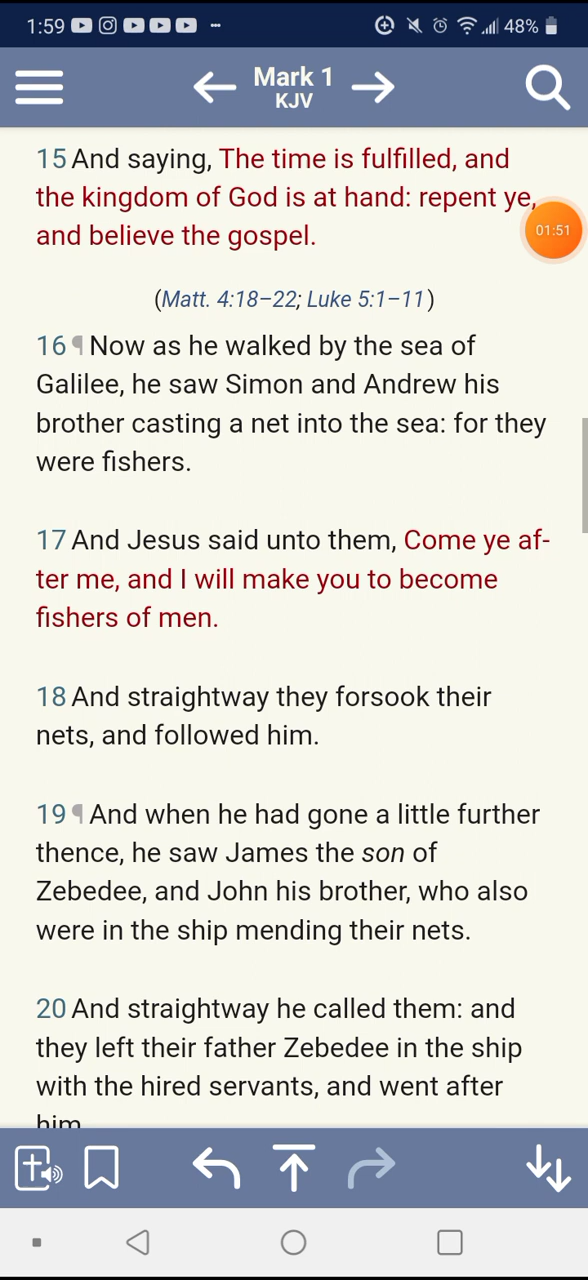 1:59
48%
Mark 1
KJV
15 And saying, The time is fulfilled, and
the kingdom of God is at hand: repent ye,
and believe the gospel.
01:51
(Matt. 4:18–22; Luke 5:1–11)
16 ¶ Now as he walked by the sea of
Galilee, he saw Simon and Andrew his
brother casting a net into the sea: for they
were fishers.
17 And Jesus said unto them, Come ye af-
ter me, and I will make you to become
fishers of men.
18 And straightway they forsook their
nets, and followed him.
19 ¶ And when he had gone a little further
thence, he saw James the son of
Zebedee, and John his brother, who also
were in the ship mending their nets.
20 And straightway he called them: and
they left their father Zebedee in the ship
with the hired servants, and went after
him